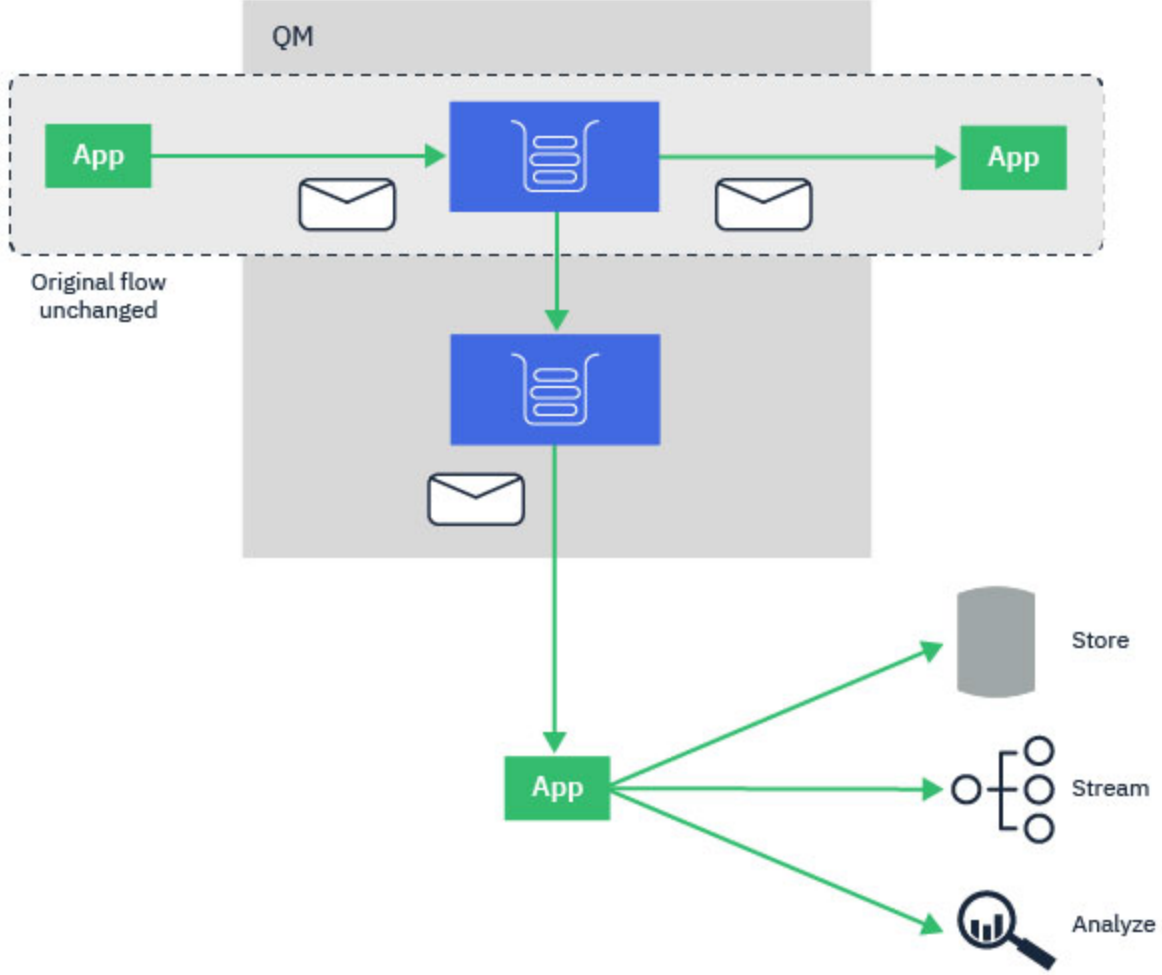 QM
App
App
Original flow
unchanged
Store
App
Stream
Analyze